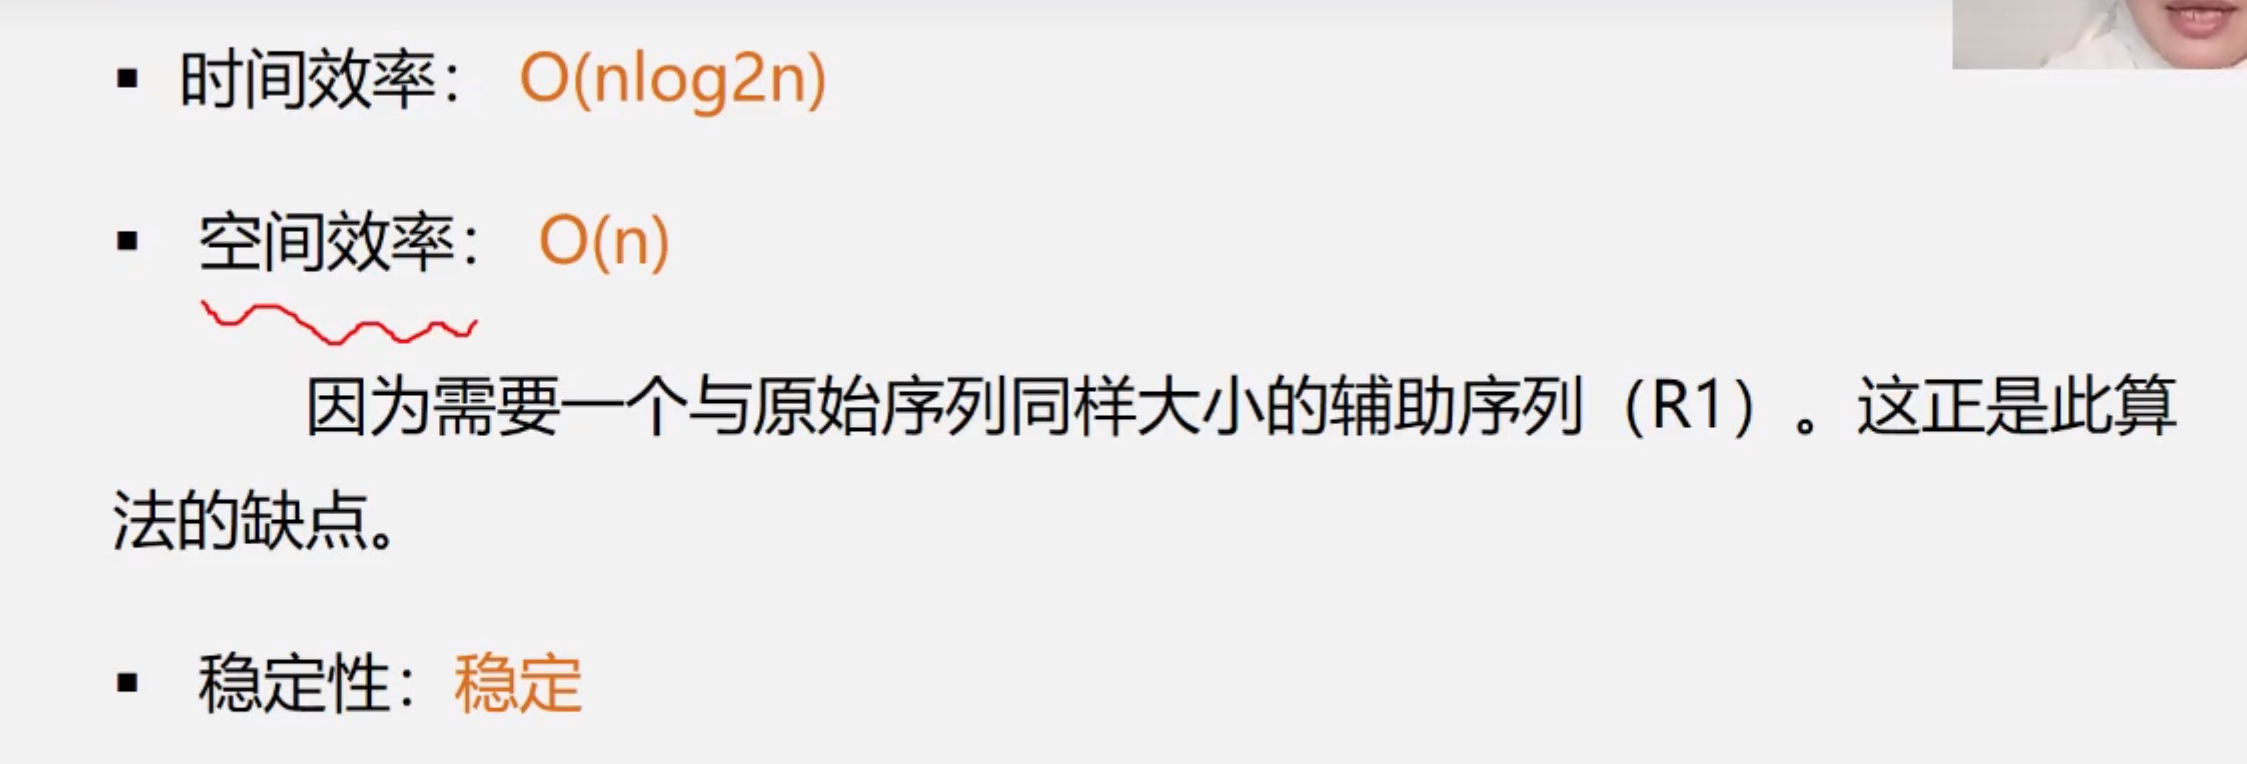 ▪ 时间效率： O(nlog2n)
▪ 空间效率： O(n)
因为需要一个与原始序列同样大小的辅助序列（R1）。这正是此算
法的缺点。
▪ 稳定性：稳定